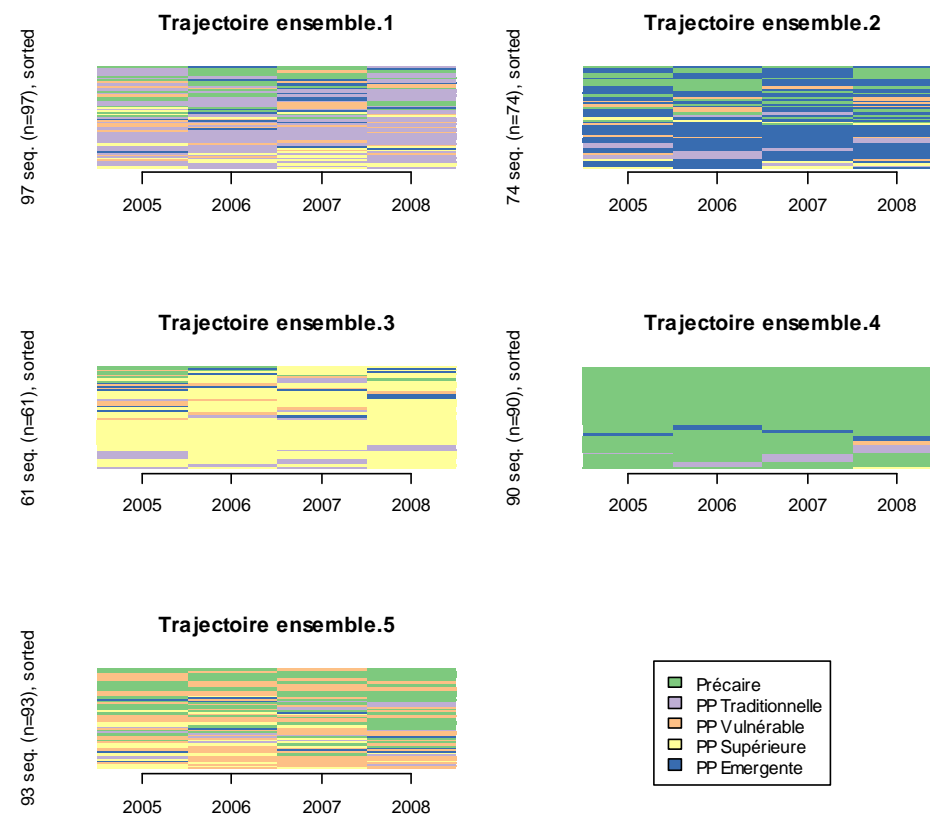 Trajectoire ensemble.1
97 seq. (n=97), sorted
2005 2006 2007 2008
Trajectoire ensemble.2
74 seq. (n=74), sorted
2005 2006 2007 2008
Trajectoire ensemble.3
61 seq. (n=61), sorted
2005 2006 2007 2008
Trajectoire ensemble.4
90 seq. (n=90), sorted
2005 2006 2007 2008
Trajectoire ensemble.5
93 seq. (n=93), sorted
2005 2006 2007 2008
Précaire
PP Traditionnelle
PP Vulnérable
PP Supérieure
PP Emergente